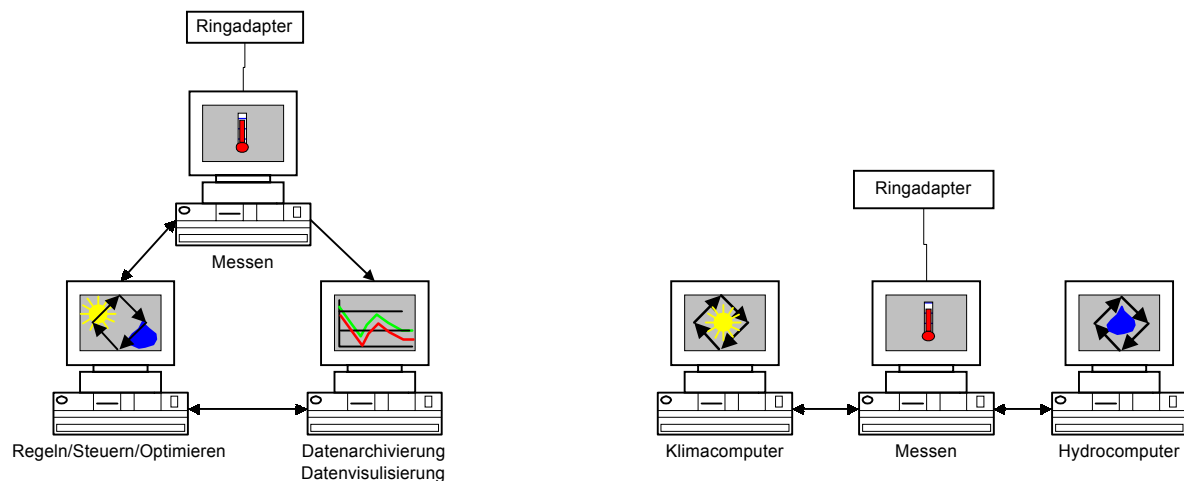 Ringadapter
Messen
Regeln/Steuern/Optimieren
Datenarchivierung
Datenvisulisierung
Ringadapter
Klimacomputer
Messen
Hydrocomputer